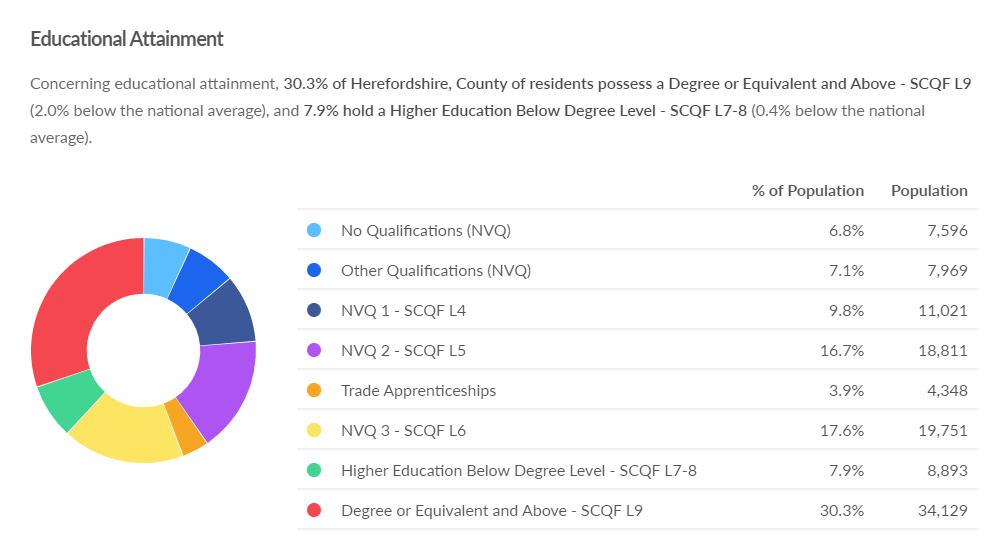 Educational Attainment
Concerning educational attainment, 30.3% of Herefordshire, County of residents possess a Degree or Equivalent and Above - SCQF L9
(2.0% below the national average), and 7.9% hold a Higher Education Below Degree Level - SCQF L7-8 (0.4% below the national
average).
% of Population Population
No Qualifications (NVQ) 6.8% 7,596
Other Qualifications (NVQ) 7.1% 7,969
NVQ 1 - SCQF L4 9.8% 11,021
NVQ 2 - SCQF L5 16.7% 18,811
Trade Apprenticeships 3.9% 4,348
NVQ 3 - SCQF L6 17.6% 19,751
Higher Education Below Degree Level - SCQF L7-8 7.9% 8,893
Degree or Equivalent and Above - SCQF L9 30.3% 34,129